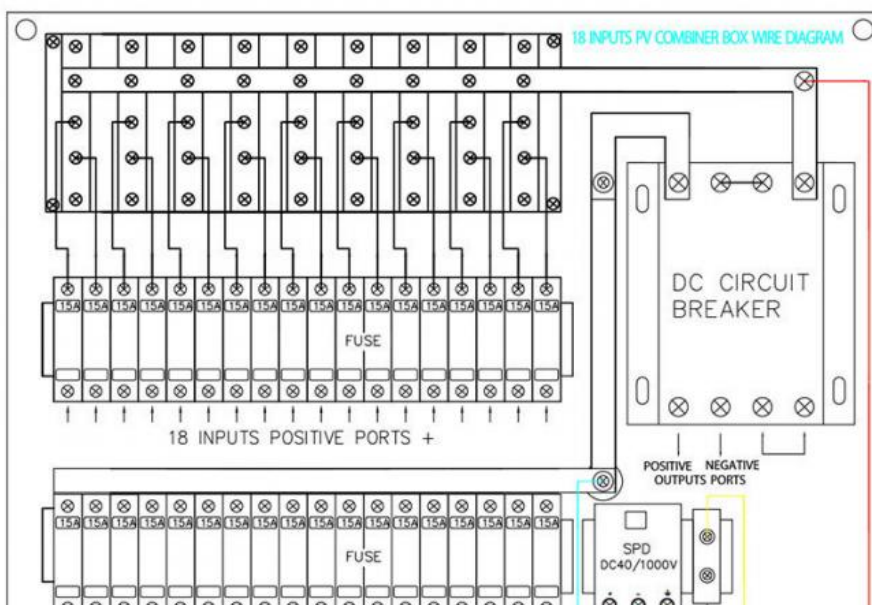 18 INPUTS PV COMBINER BOX WIRE DIAGRAM
15A 15A 15A 15A 15A 15A 15A 15A 15A 15A 15A 15A 15A 15A 15A 15A 15A 15A
FUSE
18 INPUTS POSITIVE PORTS +
DC CIRCUIT
BREAKER
POSITIVE NEGATIVE
OUTPUTS PORTS
15A 15A 15A 15A 15A 15A 15A 15A 15A 15A 15A 15A 15A 15A 15A 15A 15A 15A
FUSE
SPD
DC40/1000V